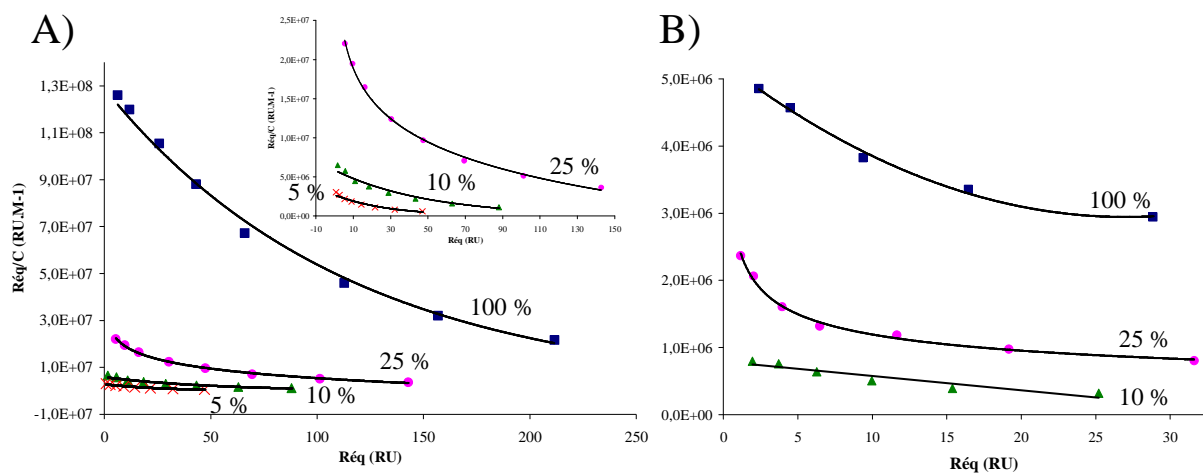 A)
1,3E+08
1,1E+08
9,0E+07
7,0E+07
5,0E+07
3,0E+07
1,0E+07
-1,0E+07
Réq/C (RU.M-1)
0
50
100
150
200
250
Réq (RU)
100 %
25 %
10 %
5 %
2,5E+07
2,0E+07
1,5E+07
1,0E+07
5,0E+06
0,0E+00
Réq/C (RU.M-1)
-10
10
30
50
70
90
110
130
150
Réq (RU)
25 %
10 %
5 %
B)
5,0E+06
4,0E+06
3,0E+06
2,0E+06
1,0E+06
0,0E+00
0
5
10
15
20
25
30
Réq (RU)
100 %
25 %
10 %